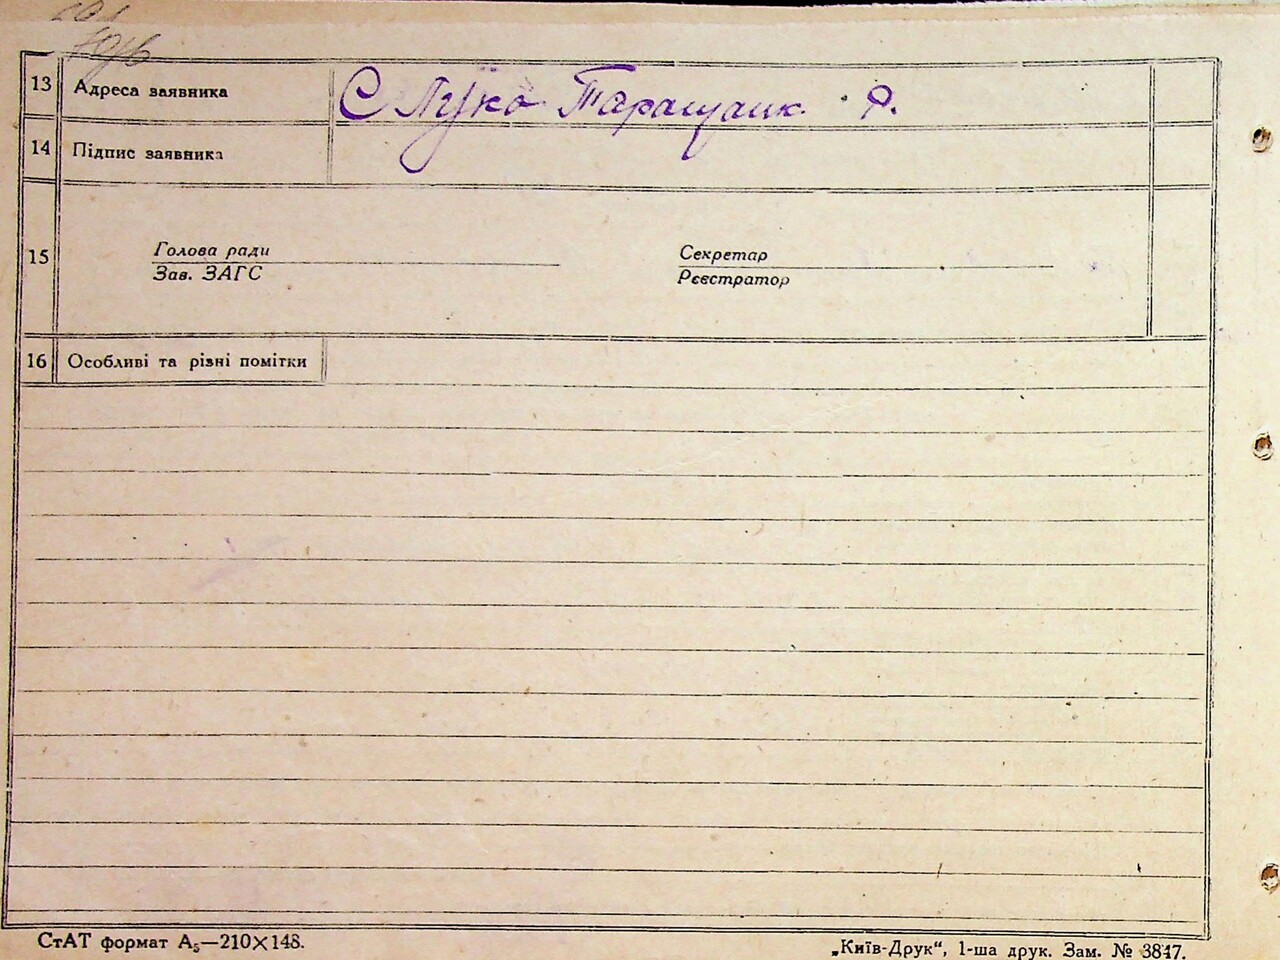 13 Адреса заявника С Лука Таращанк. Р.
14 Підпис заявника
15 Голова ради Секретар
Зав. ЗАГС Реєстратор
16 Особливі та різні помітки
СтАТ формат А5—210×148. „Київ-Друк“, 1-ша друк. Зам. № 3847.